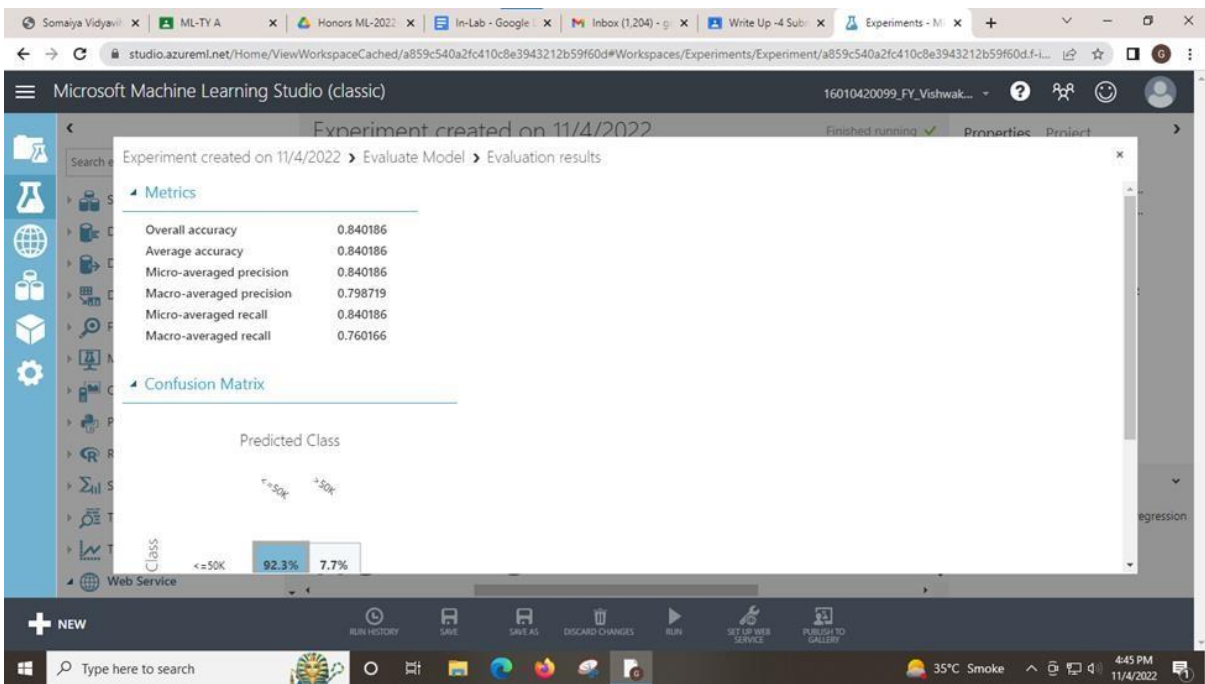 Somaiya Vidyavi
ML-TY A
Honors ML-2022
In-Lab - Google
Inbox (1,204) - g
Write Up -4 Sub
Experiments - M
studio.azureml.net/Home/ViewWorkspaceCached/a859c540a2fc410c8e3943212b59f60d#Workspaces/Experiments/Experiment/a859c540a2fc410c8e3943212b59f60d.f-i...
G
Microsoft Machine Learning Studio (classic)
16010420099_FY_Vishwak...
Experiment created on 11/4/2022
Finished running
Properties Project
Search e
Experiment created on 11/4/2022 > Evaluate Model > Evaluation results
Metrics
Overall accuracy 0.840186
Average accuracy 0.840186
Micro-averaged precision 0.840186
Macro-averaged precision 0.798719
Micro-averaged recall 0.840186
Macro-averaged recall 0.760166
Confusion Matrix
Predicted Class
<=50K >50K
Class
<=50K 92.3% 7.7%
egression
Web Service
NEW
RUN HISTORY
SAVE
SAVE AS
DISCARD CHANGES
RUN
SET UP WEB SERVICE
PUBLISH TO GALLERY
Type here to search
35°C Smoke
4:45 PM
11/4/2022